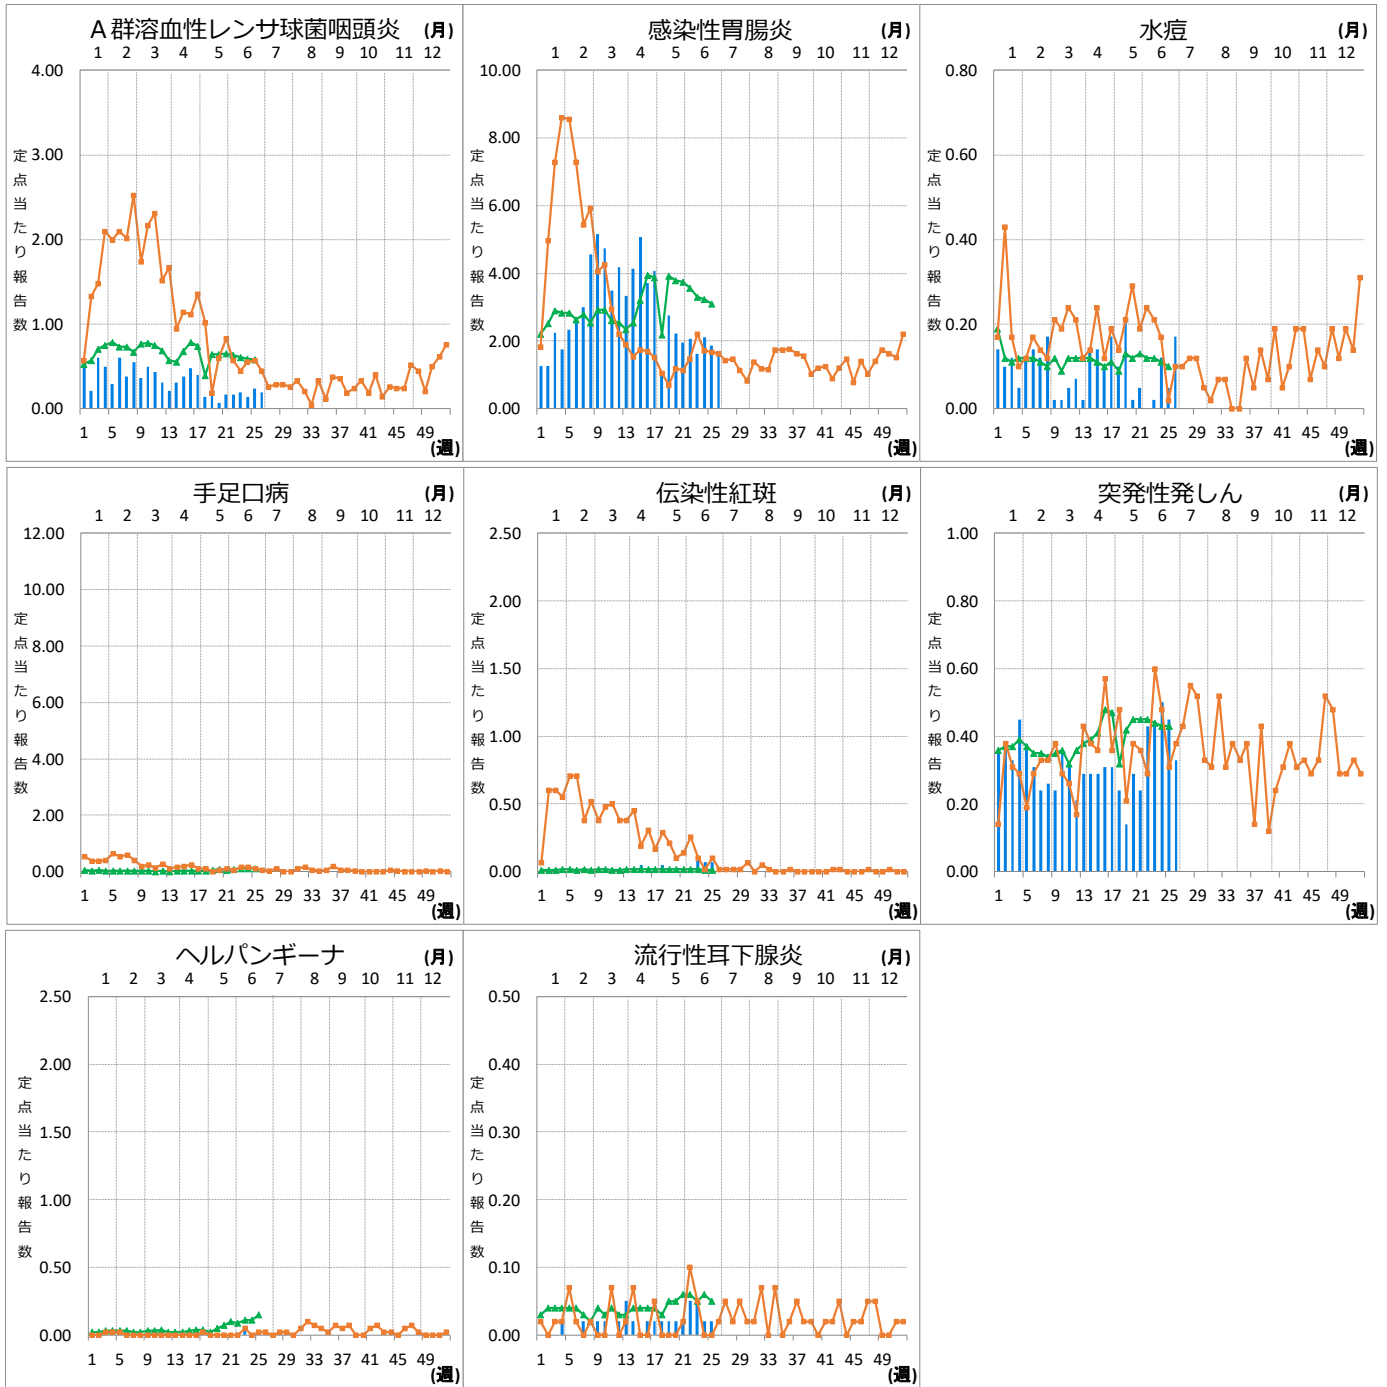 A群溶血性レンサ球菌咽頭炎 (月)
1 2 3 4 5 6 7 8 9 10 11 12
4.00
3.00
2.00
1.00
0.00
定点当たり報告数
1 5 9 13 17 21 25 29 33 37 41 45 49
(週)
感染性胃腸炎 (月)
1 2 3 4 5 6 7 8 9 10 11 12
10.00
8.00
6.00
4.00
2.00
0.00
定点当たり報告数
1 5 9 13 17 21 25 29 33 37 41 45 49
(週)
水痘 (月)
1 2 3 4 5 6 7 8 9 10 11 12
0.80
0.60
0.40
0.20
0.00
定点当たり報告数
1 5 9 13 17 21 25 29 33 37 41 45 49
(週)
手足口病 (月)
1 2 3 4 5 6 7 8 9 10 11 12
12.00
10.00
8.00
6.00
4.00
2.00
0.00
定点当たり報告数
1 5 9 13 17 21 25 29 33 37 41 45 49
(週)
伝染性紅斑 (月)
1 2 3 4 5 6 7 8 9 10 11 12
2.50
2.00
1.50
1.00
0.50
0.00
定点当たり報告数
1 5 9 13 17 21 25 29 33 37 41 45 49
(週)
突発性発しん (月)
1 2 3 4 5 6 7 8 9 10 11 12
1.00
0.80
0.60
0.40
0.20
0.00
定点当たり報告数
1 5 9 13 17 21 25 29 33 37 41 45 49
(週)
ヘルパンギーナ (月)
1 2 3 4 5 6 7 8 9 10 11 12
2.50
2.00
1.50
1.00
0.50
0.00
定点当たり報告数
1 5 9 13 17 21 25 29 33 37 41 45 49
(週)
流行性耳下腺炎 (月)
1 2 3 4 5 6 7 8 9 10 11 12
0.50
0.40
0.30
0.20
0.10
0.00
定点当たり報告数
1 5 9 13 17 21 25 29 33 37 41 45 49
(週)